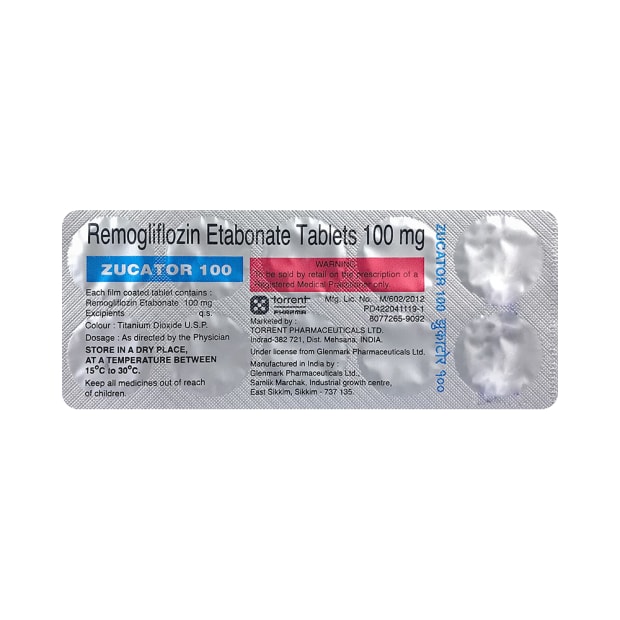 Remogliflozin Etabonate Tablets 100 mg
ZUCATOR 100
Each film coated tablet contains :
Remogliflozin Etabonate 100 mg
Excipients q.s.
Colour : Titanium Dioxide U.S.P.
Dosage : As directed by the Physician
STORE IN A DRY PLACE,
AT A TEMPERATURE BETWEEN
15°C to 30°C.
Keep all medicines out of reach
of children.
WARNING:
To be sold by retail on the prescription of a
Registered Medical Practitioner only.
torrent
PHARMA
Mfg. Lic. No. M/602/2012
PD422041119-1
8077265-9092
Marketed by :
TORRENT PHARMACEUTICALS LTD.
Indrad-382 721, Dist. Mehsana, INDIA.
Under license from Glenmark Pharmaceuticals Ltd.
Manufactured in India by :
Glenmark Pharmaceuticals Ltd.,
Samlik Marchak, Industrial growth centre,
East Sikkim, Sikkim - 737 135.
ZUCATOR 100
१००